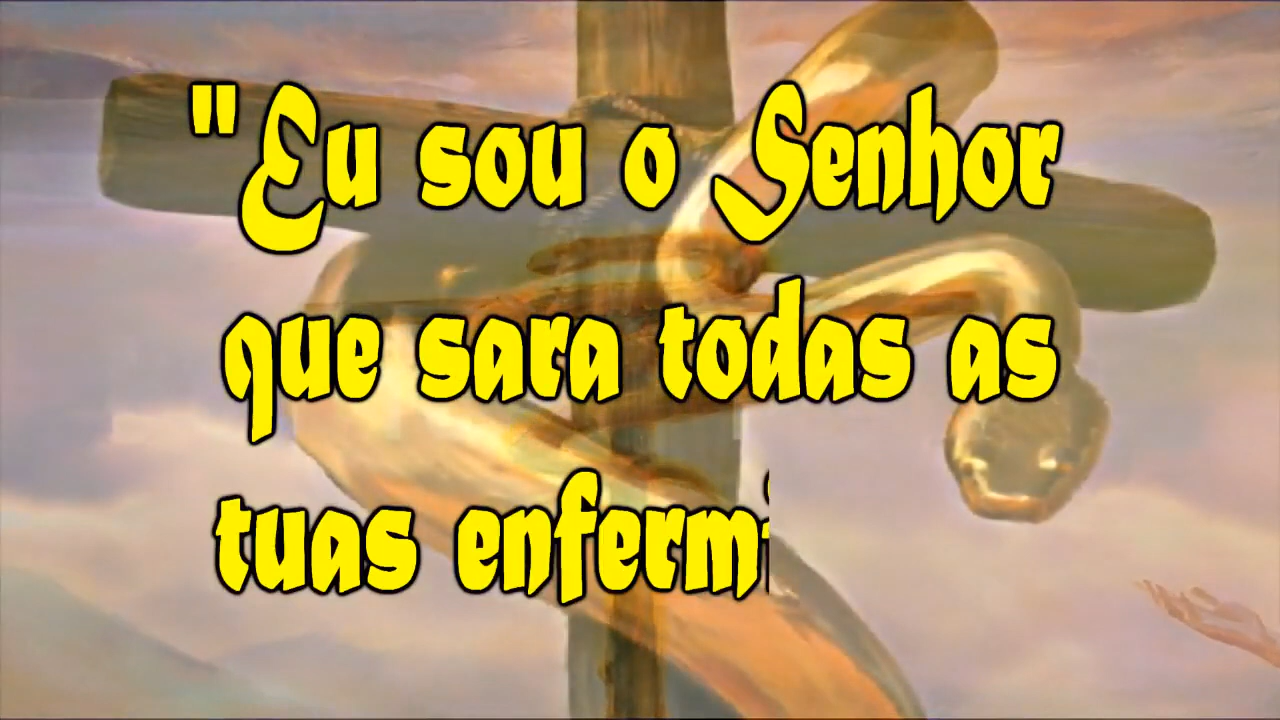 "Eu sou o Senhor
que sara todas as
tuas enferm